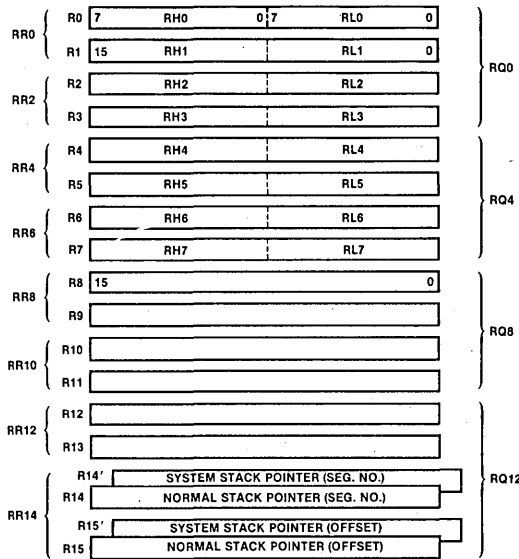 RR0
R0 7 RH0 0 7 RL0 0
R1 15 RH1 RL1 0
RQ0
RR2
R2 RH2 RL2
R3 RH3 RL3
RR4
R4 RH4 RL4
R5 RH5 RL5
RQ4
RR6
R6 RH6 RL6
R7 RH7 RL7
RR8
R8 15 0
R9
RQ8
RR10
R10
R11
RR12
R12
R13
RQ12
RR14
R14' SYSTEM STACK POINTER (SEG. NO.)
R14 NORMAL STACK POINTER (SEG. NO.)
R15' SYSTEM STACK POINTER (OFFSET)
R15 NORMAL STACK POINTER (OFFSET)